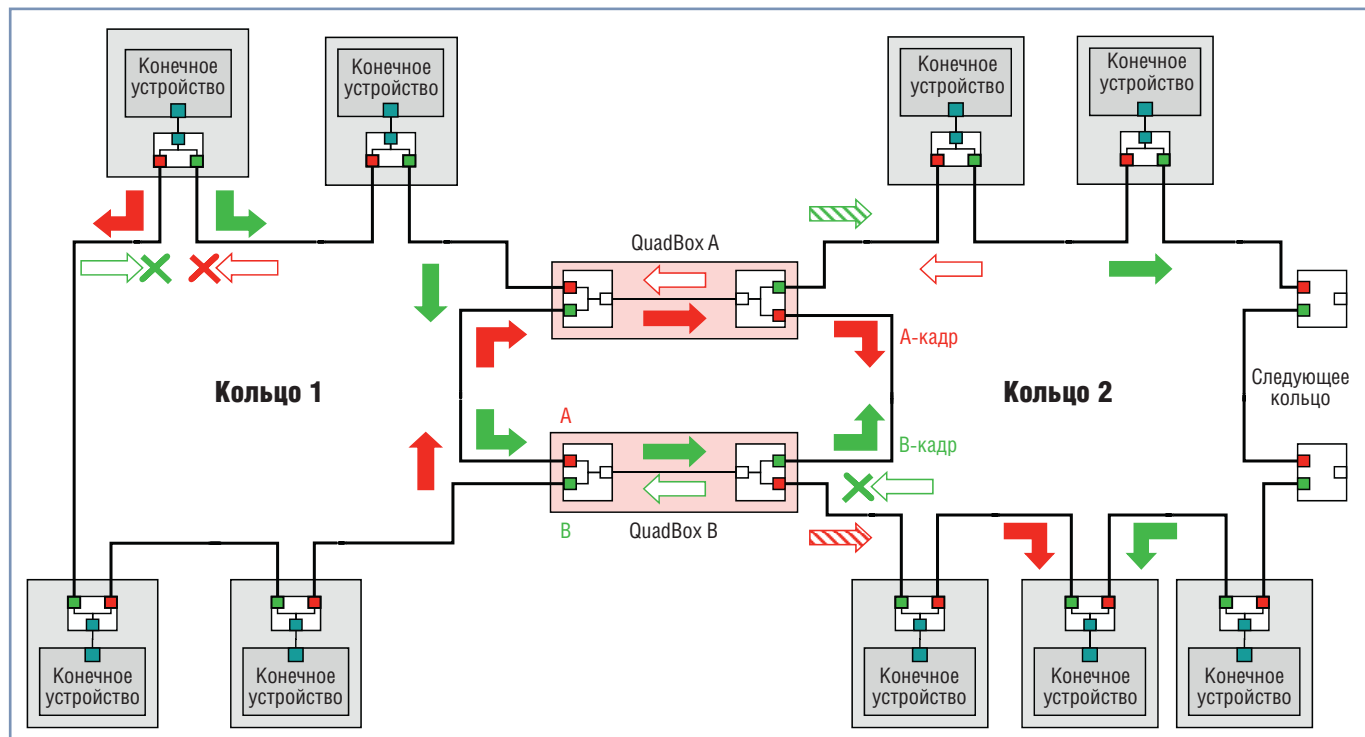 Конечное
устройство
Конечное
устройство
Конечное
устройство
Конечное
устройство
QuadBox A
А-кадр
Кольцо 1
Кольцо 2
Следующее
кольцо
A
В-кадр
B
QuadBox B
Конечное
устройство
Конечное
устройство
Конечное
устройство
Конечное
устройство
Конечное
устройство